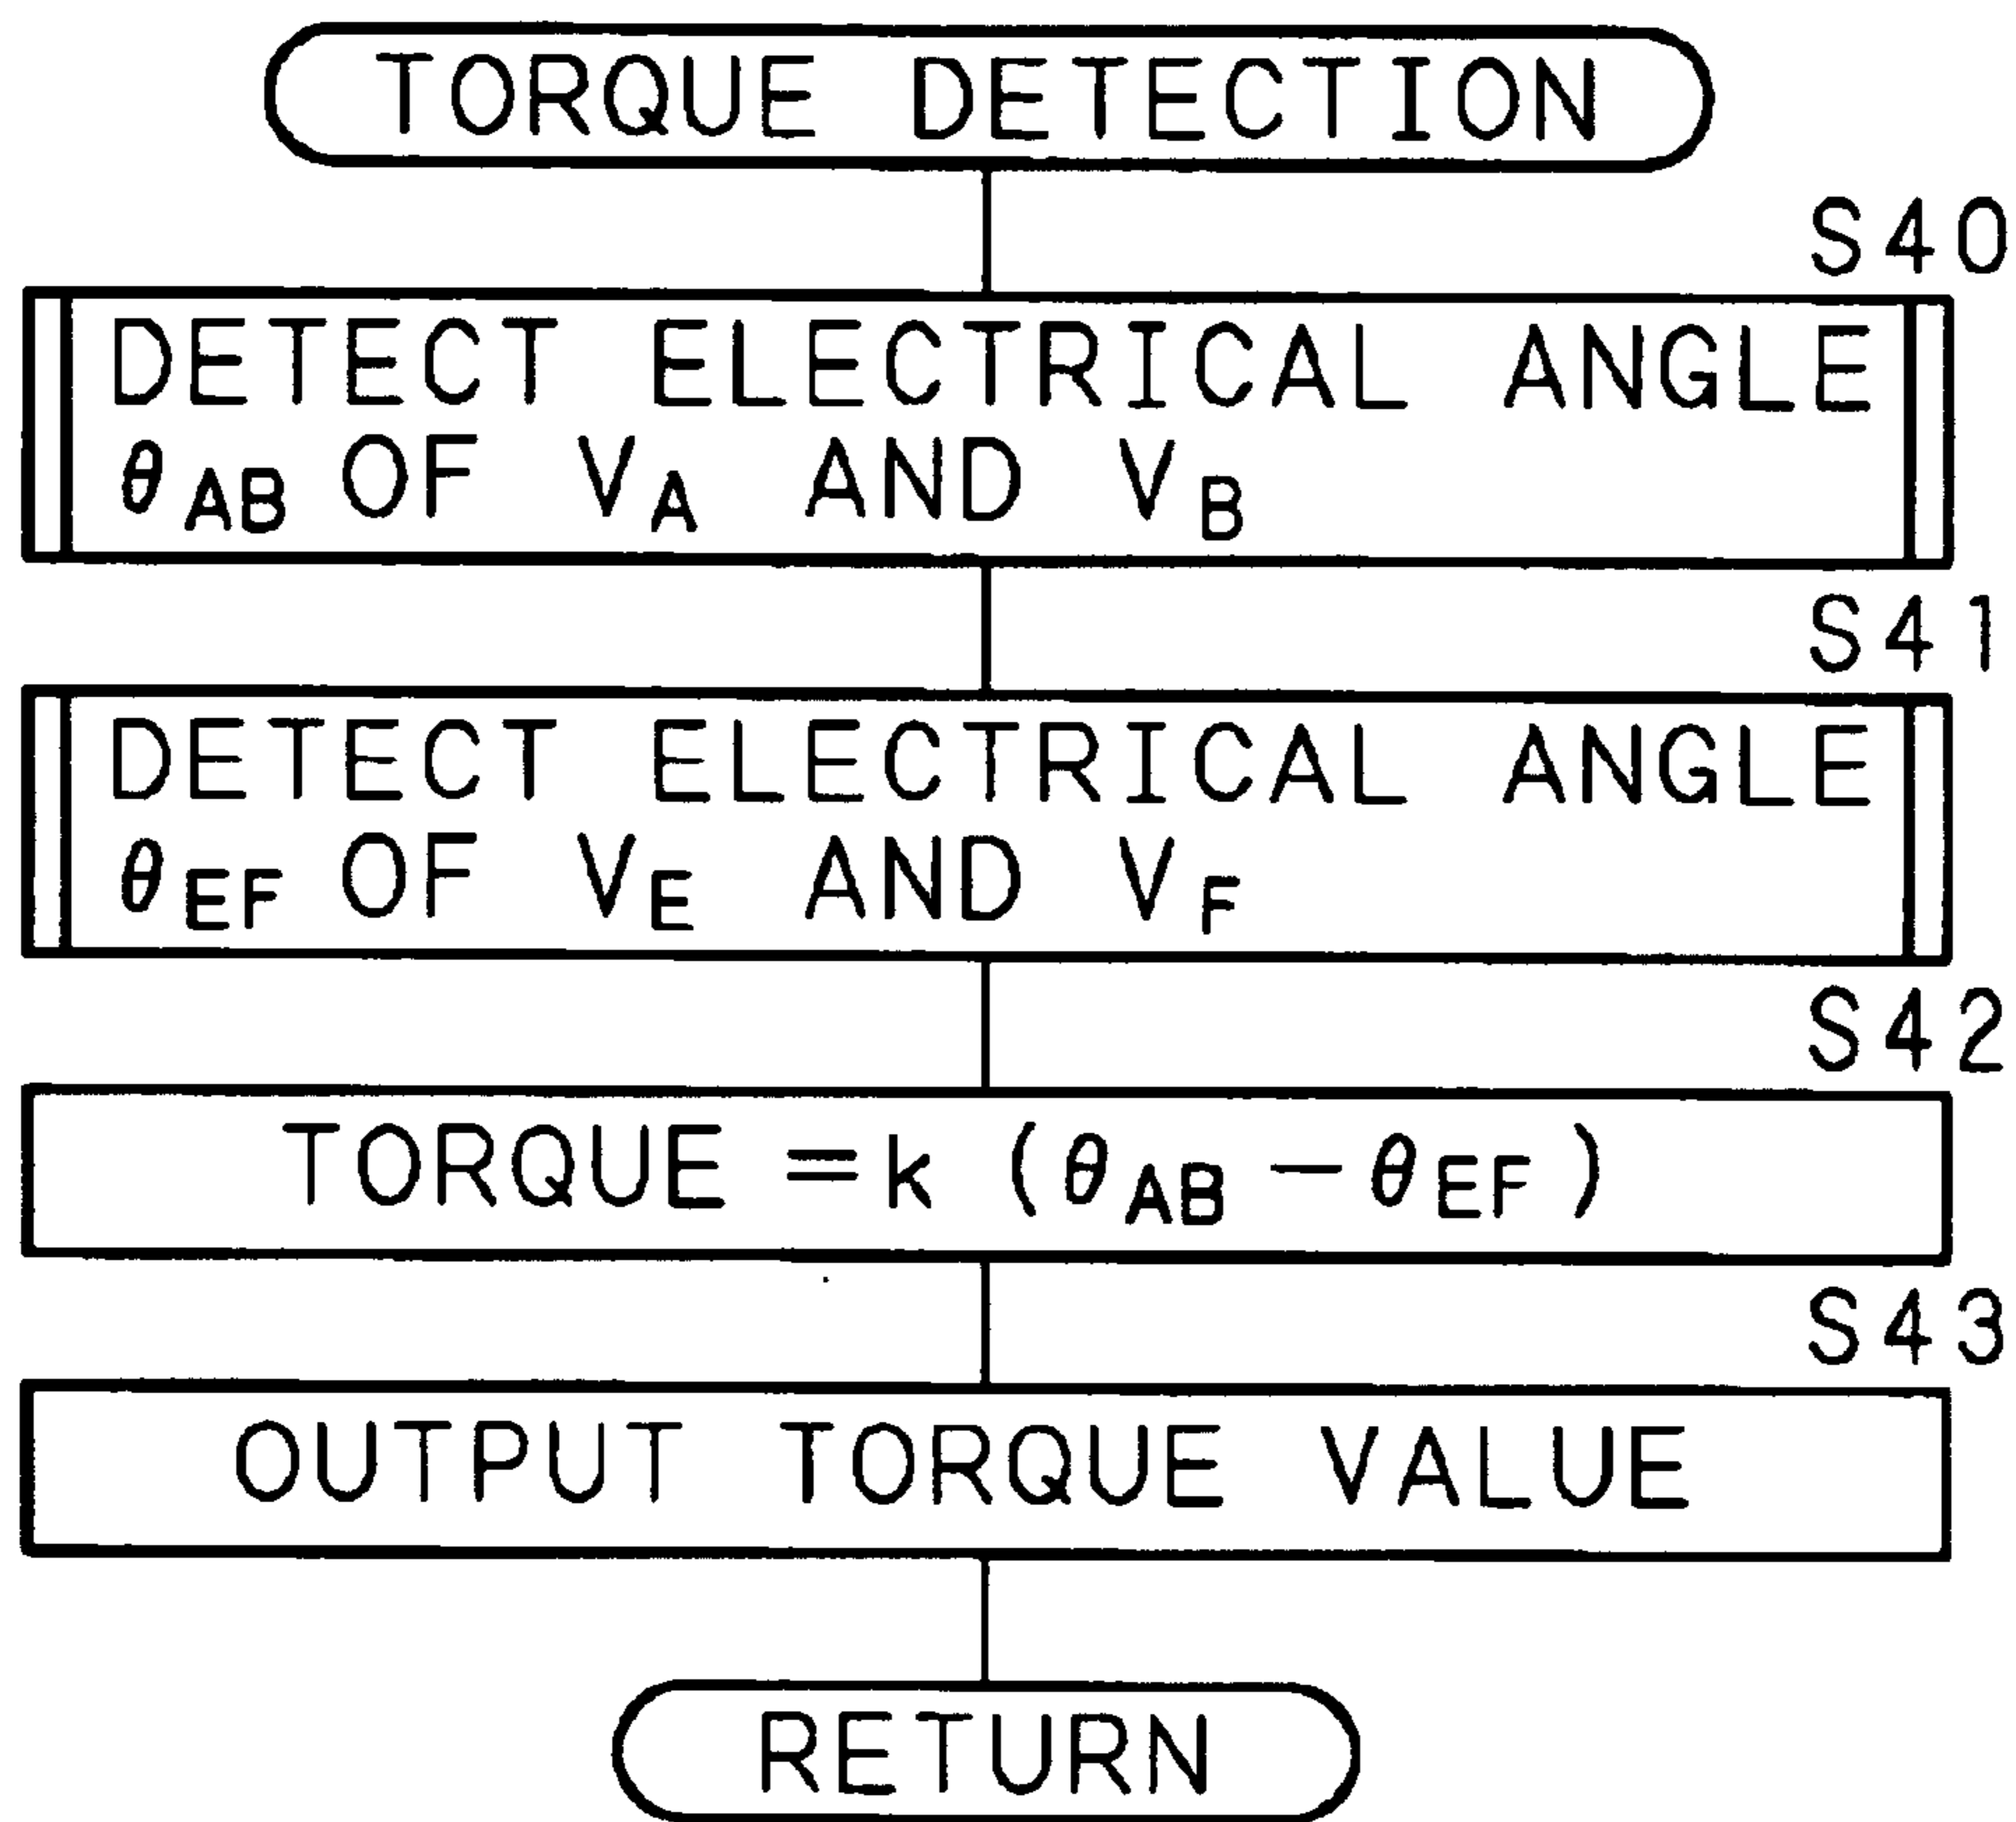 TORQUE DETECTION
S40
DETECT ELECTRICAL ANGLE
θAB OF VA AND VB
S41
DETECT ELECTRICAL ANGLE
θEF OF VE AND VF
S42
TORQUE = k (θAB − θEF)
S43
OUTPUT TORQUE VALUE
RETURN